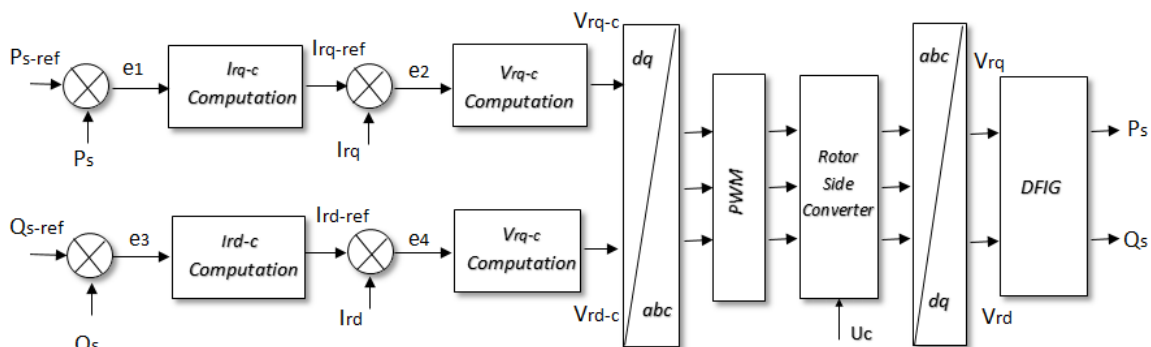 Ps-ref
e1
Irq-c
Computation
Irq-ref
e2
Vrq-c
Computation
Vrq-c
Ps
Irq
Qs-ref
e3
Ird-c
Computation
Ird-ref
e4
Vrq-c
Computation
Vrd-c
Qs
Ird
dq
abc
PWM
Rotor
Side
Converter
Uc
abc
dq
Vrq
Vrd
DFIG
Ps
Qs